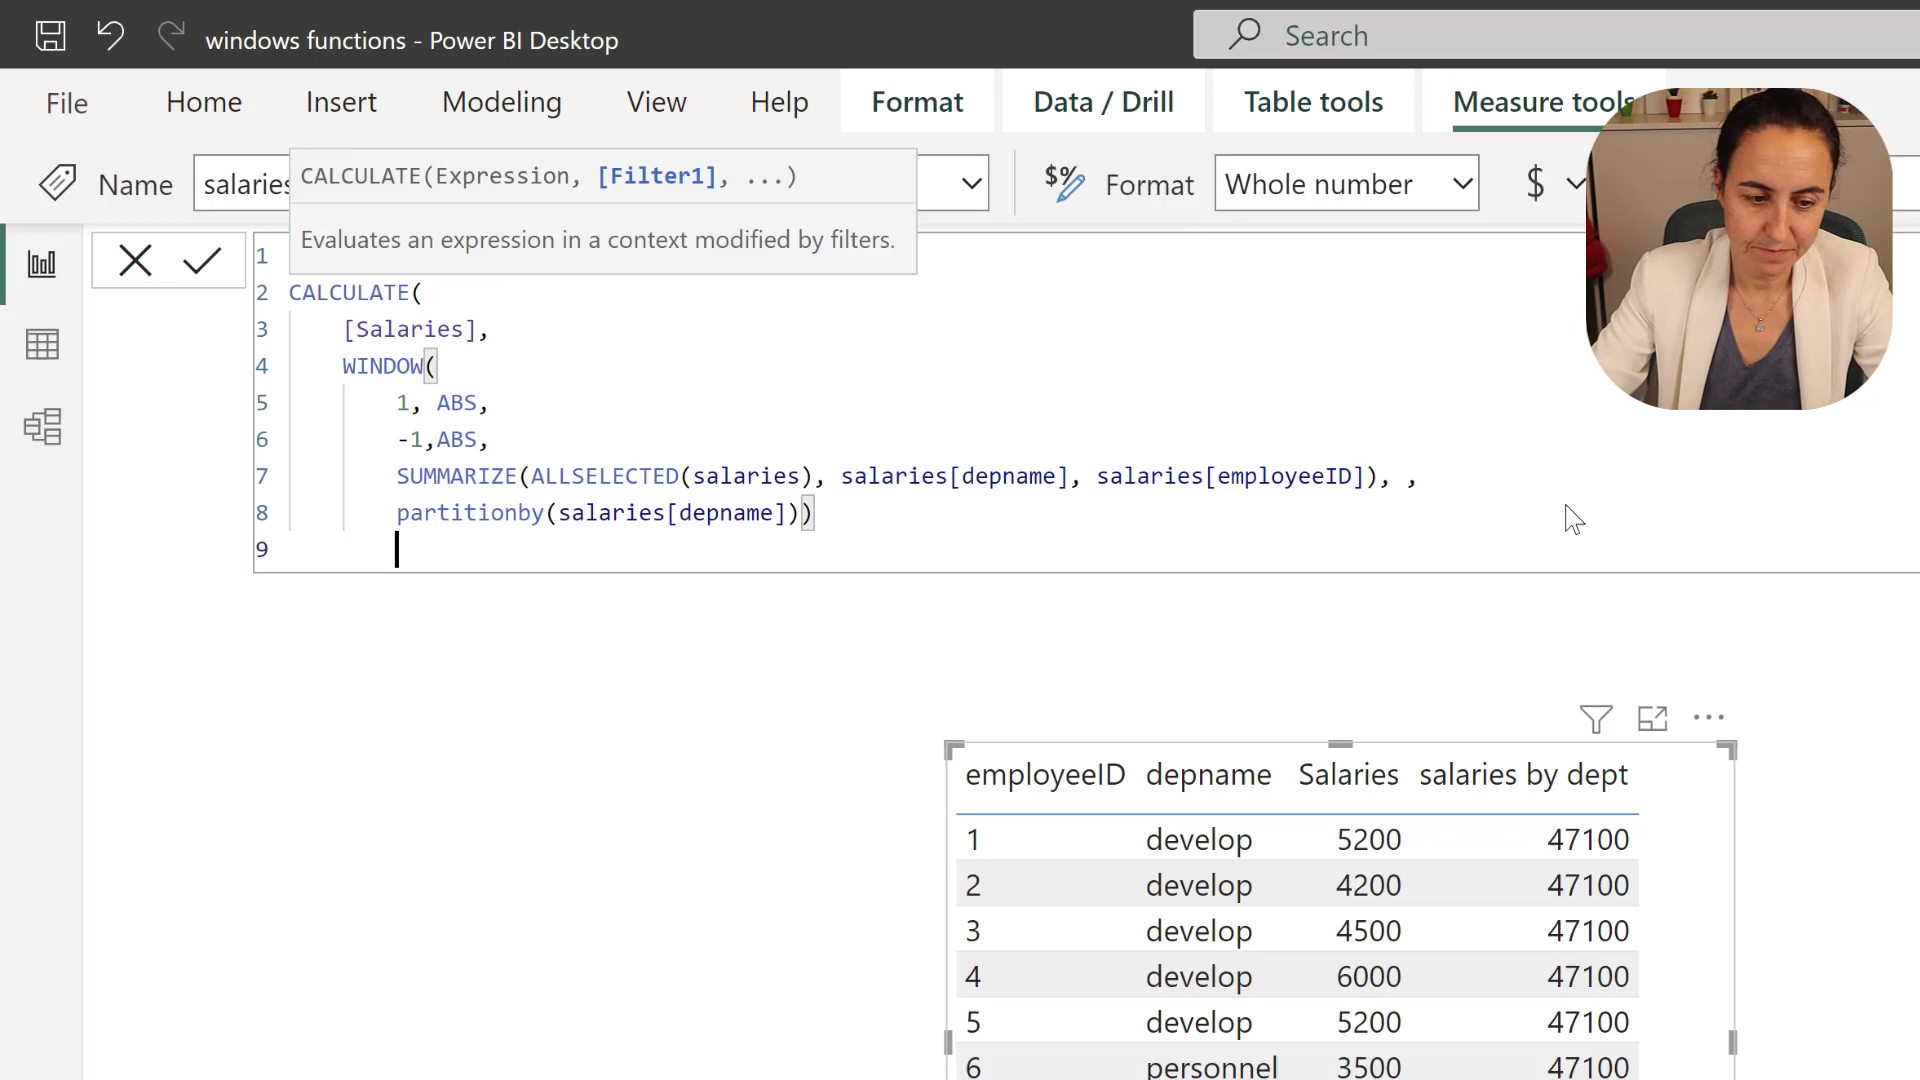 windows functions - Power BI Desktop
Search
File Home Insert Modeling View Help Format Data / Drill Table tools Measure tools
Name salaries
CALCULATE(Expression, [Filter1], ...)
Evaluates an expression in a context modified by filters.
$% Format Whole number $
1
2 CALCULATE(
3 [Salaries],
4 WINDOW(
5 1, ABS,
6 -1,ABS,
7 SUMMARIZE(ALLSELECTED(salaries), salaries[depname], salaries[employeeID]), ,
8 partitionby(salaries[depname]))
9
employeeID depname Salaries salaries by dept
1 develop 5200 47100
2 develop 4200 47100
3 develop 4500 47100
4 develop 6000 47100
5 develop 5200 47100
6 personnel 3500 47100